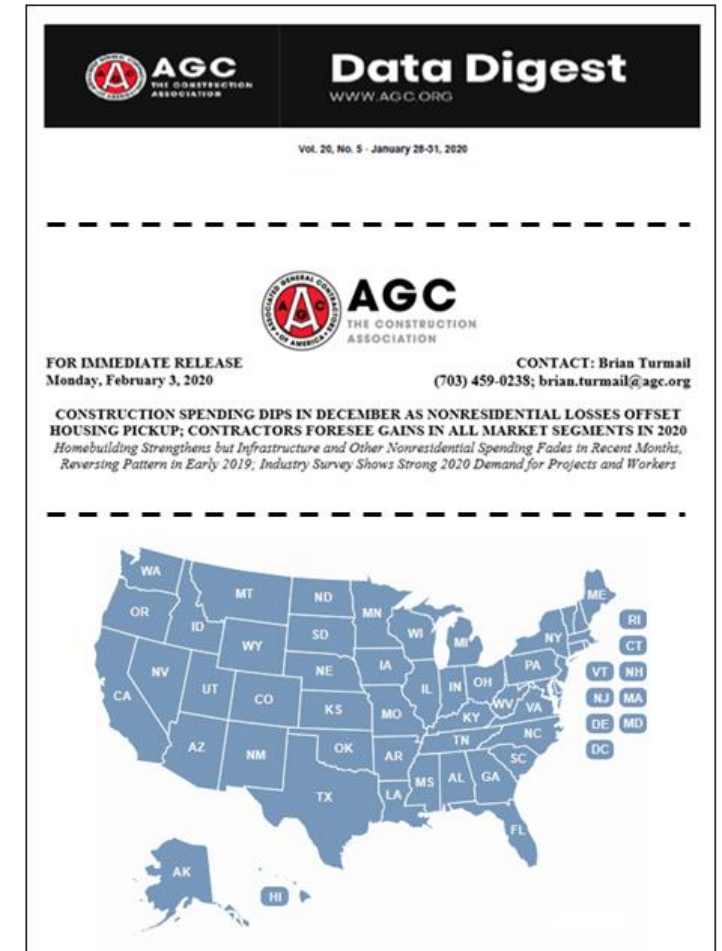 AGC
THE CONSTRUCTION
ASSOCIATION
Data Digest
WWW.AGC.ORG
Vol. 20, No. 5 - January 28-31, 2020
ASSOCIATED GENERAL CONTRACTORS
OF AMERICA
AGC
AGC
THE CONSTRUCTION
ASSOCIATION
FOR IMMEDIATE RELEASE
Monday, February 3, 2020
CONTACT: Brian Turmail
(703) 459-0238; brian.turmail@agc.org
CONSTRUCTION SPENDING DIPS IN DECEMBER AS NONRESIDENTIAL LOSSES OFFSET
HOUSING PICKUP; CONTRACTORS FORESEE GAINS IN ALL MARKET SEGMENTS IN 2020
Homebuilding Strengthens but Infrastructure and Other Nonresidential Spending Fades in Recent Months,
Reversing Pattern in Early 2019; Industry Survey Shows Strong 2020 Demand for Projects and Workers
WA
MT
ND
MN
ME
OR
ID
SD
WI
MI
NY
RI
WY
CT
NV
NE
IA
PA
VT
NH
CA
UT
CO
IL
IN
OH
NJ
MA
KS
MO
KY
WV
VA
DE
MD
AZ
NM
OK
AR
TN
NC
DC
SC
TX
LA
MS
AL
GA
FL
AK
HI